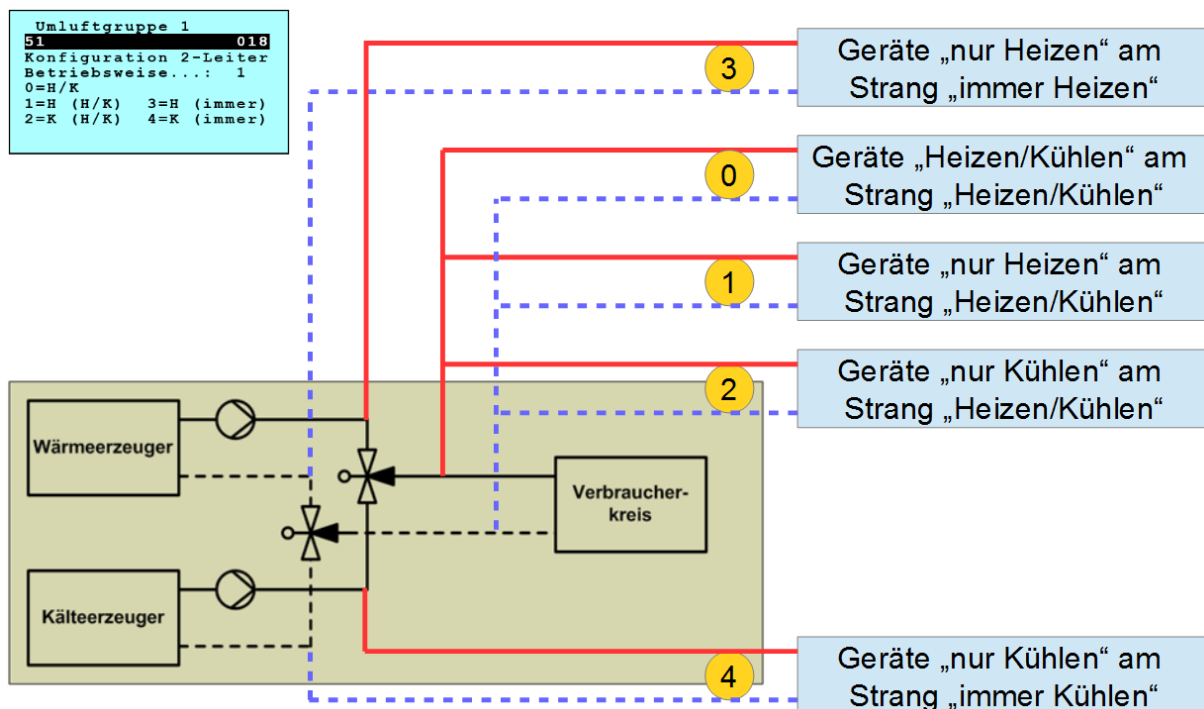 Umluftgruppe 1
51 018
Konfiguration 2-Leiter
Betriebsweise...: 1
0=H/K
1=H (H/K) 3=H (immer)
2=K (H/K) 4=K (immer)
3
Geräte „nur Heizen“ am
Strang „immer Heizen“
0
Geräte „Heizen/Kühlen“ am
Strang „Heizen/Kühlen“
1
Geräte „nur Heizen“ am
Strang „Heizen/Kühlen“
2
Geräte „nur Kühlen“ am
Strang „Heizen/Kühlen“
Wärmeerzeuger
Verbraucher-
kreis
Kälteerzeuger
4
Geräte „nur Kühlen“ am
Strang „immer Kühlen“